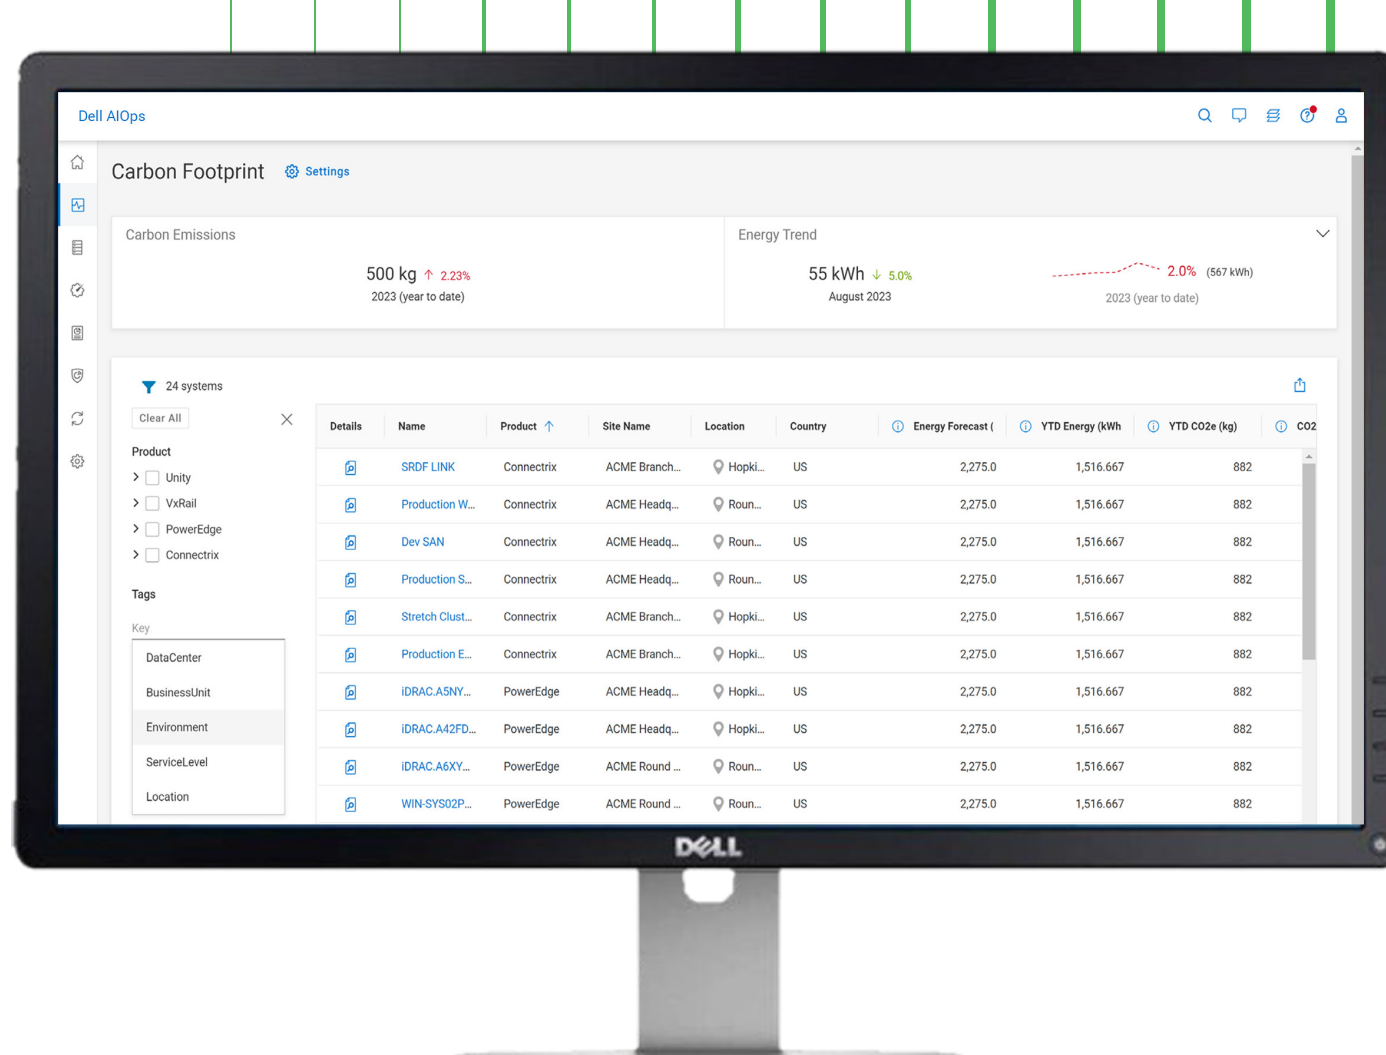 Dell AIOps
Carbon Footprint Settings
Carbon Emissions
500 kg ↑ 2.23%
2023 (year to date)
Energy Trend
55 kWh ↓ 5.0%
August 2023
2.0% (567 kWh)
2023 (year to date)
24 systems
Clear All
Product
Unity
VxRail
PowerEdge
Connectrix
Tags
Key
DataCenter
BusinessUnit
Environment
ServiceLevel
Location
Details Name Product ↑ Site Name Location Country Energy Forecast ( YTD Energy (kWh YTD CO2e (kg) CO2
SRDF LINK Connectrix ACME Branch... Hopki... US 2,275.0 1,516.667 882
Production W... Connectrix ACME Headq... Roun... US 2,275.0 1,516.667 882
Dev SAN Connectrix ACME Headq... Roun... US 2,275.0 1,516.667 882
Production S... Connectrix ACME Headq... Roun... US 2,275.0 1,516.667 882
Stretch Clust... Connectrix ACME Branch... Hopki... US 2,275.0 1,516.667 882
Production E... Connectrix ACME Branch... Hopki... US 2,275.0 1,516.667 882
iDRAC.A5NY... PowerEdge ACME Headq... Hopki... US 2,275.0 1,516.667 882
iDRAC.A42FD... PowerEdge ACME Headq... Hopki... US 2,275.0 1,516.667 882
iDRAC.A6XY... PowerEdge ACME Round ... Roun... US 2,275.0 1,516.667 882
WIN-SYS02P... PowerEdge ACME Round ... Roun... US 2,275.0 1,516.667 882
DELL